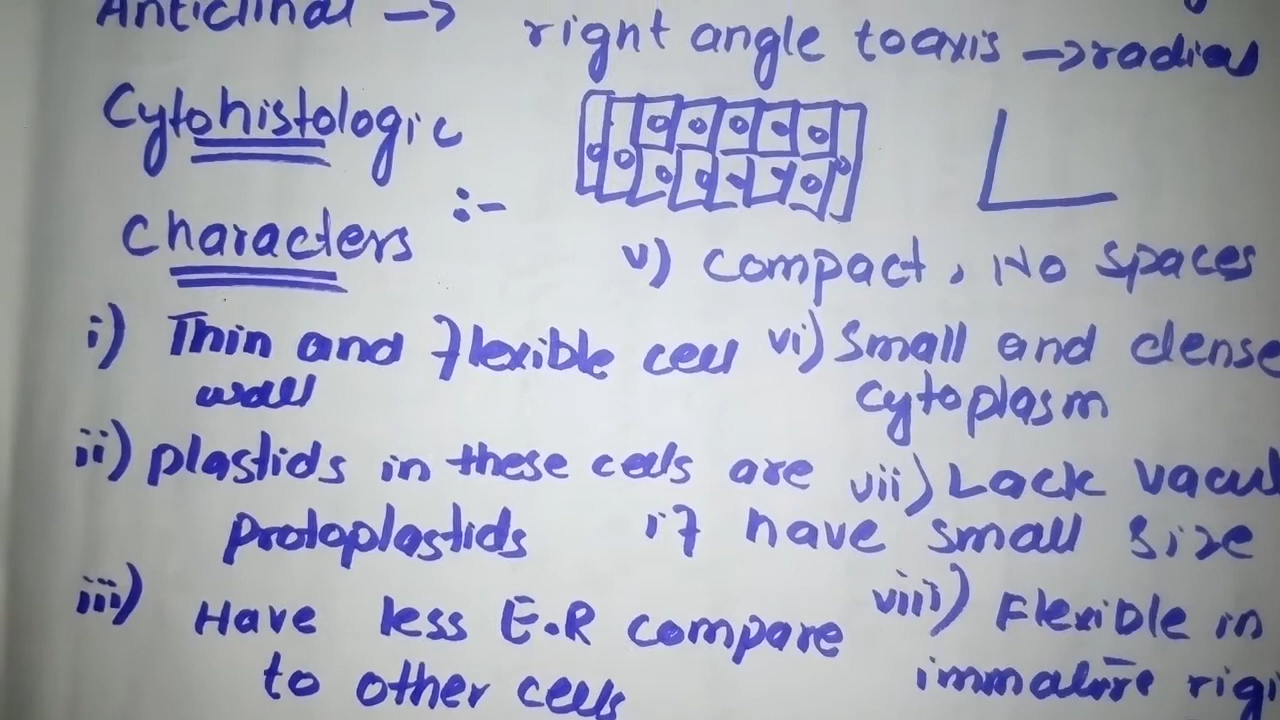 Anticlinal -> right angle to axis -> radial
Cytohistologic
characters :-
i) Thin and flexible cell
wall
ii) plastids in these cells are
protoplastids
iii) Have less E.R compare
to other cells
v) compact, No spaces
vi) Small and dense
cytoplasm
vii) Lack
if have small size
viii) Flexible in
immature